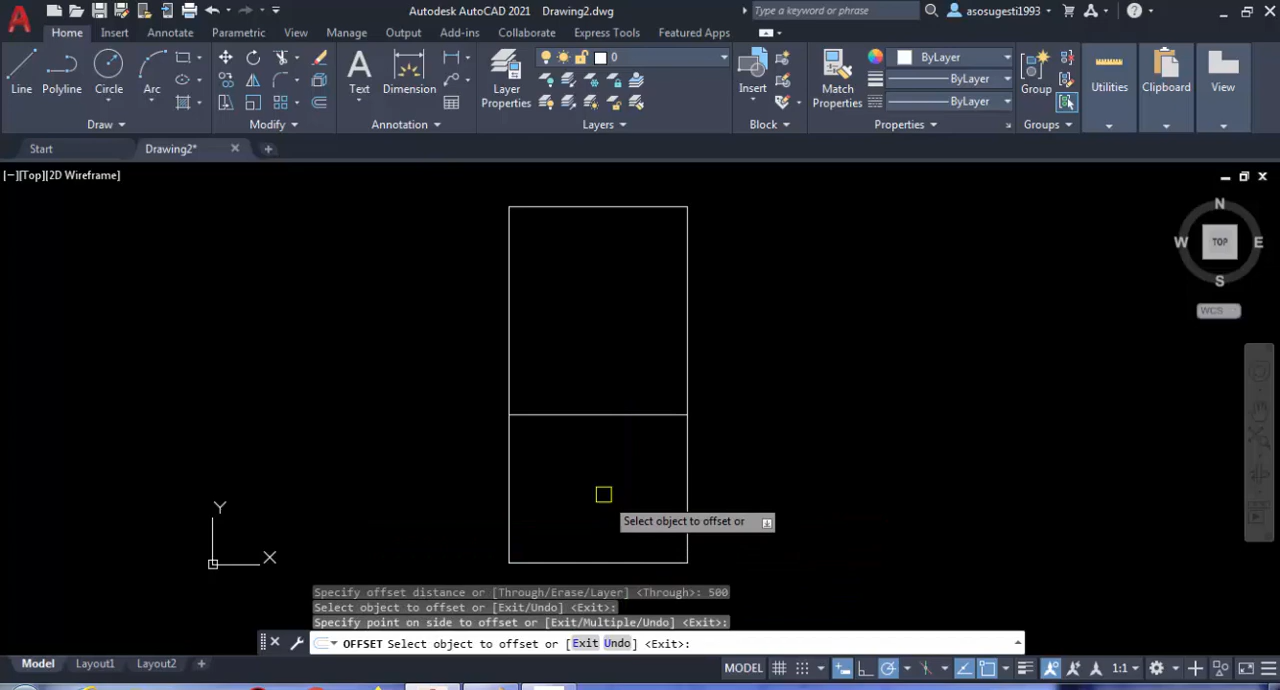 Autodesk AutoCAD 2021 Drawing2.dwg
Type a keyword or phrase
asosugesti1993
Home Insert Annotate Parametric View Manage Output Add-ins Collaborate Express Tools Featured Apps
0
ByLayer
ByLayer
ByLayer
Line Polyline Circle Arc
Text Dimension
Layer Properties
Insert
Match Properties
Group
Utilities Clipboard View
Draw Modify Annotation Layers Block Properties Groups
Start Drawing2*
[−][Top][2D Wireframe]
N
W TOP E
S
WCS
Y
X
Select object to offset or
Specify offset distance or [Through/Erase/Layer] <Through>: 500
Select object to offset or [Exit/Undo] <Exit>:
Specify point on side to offset or [Exit/Multiple/Undo] <Exit>:
OFFSET Select object to offset or [Exit Undo] <Exit>:
Model Layout1 Layout2
MODEL 1:1